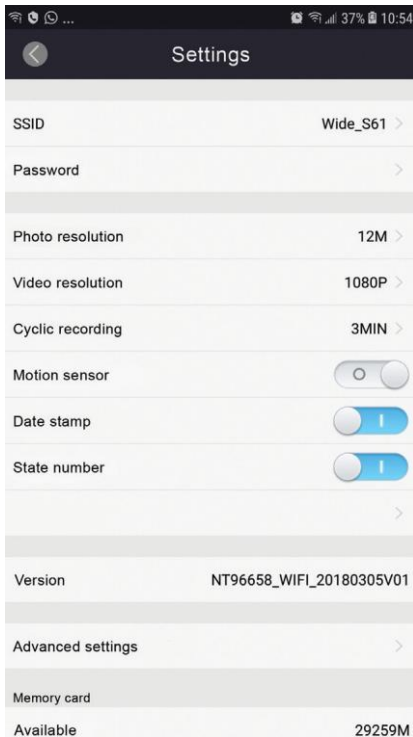 ... 37% 10:54
Settings
SSID Wide_S61
Password
Photo resolution 12M
Video resolution 1080P
Cyclic recording 3MIN
Motion sensor
Date stamp
State number
Version NT96658_WIFI_20180305V01
Advanced settings
Memory card
Available 29259M